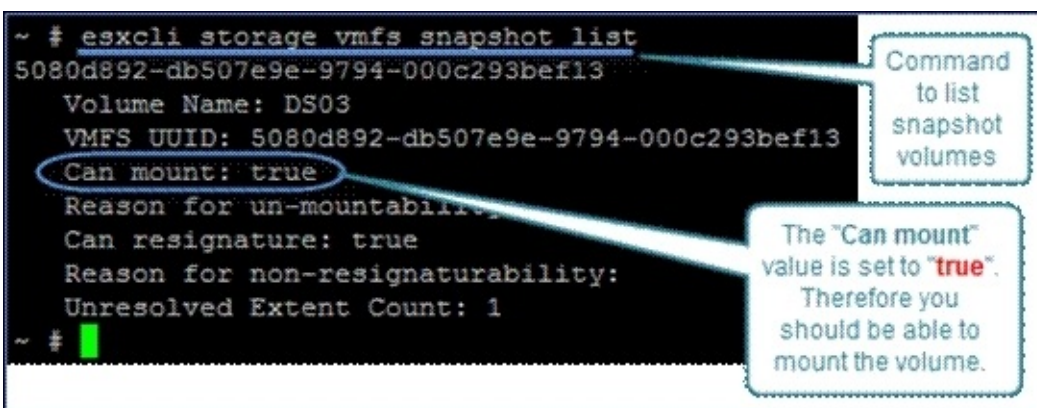 ~ # esxcli storage vmfs snapshot list
5080d892-db507e9e-9794-000c293bef13
Volume Name: DS03
VMFS UUID: 5080d892-db507e9e-9794-000c293bef13
Can mount: true
Reason for un-mountability
Can resignature: true
Reason for non-resignaturability:
Unresolved Extent Count: 1
~ #
Command
to list
snapshot
volumes
The "Can mount"
value is set to "true".
Therefore you
should be able to
mount the volume.